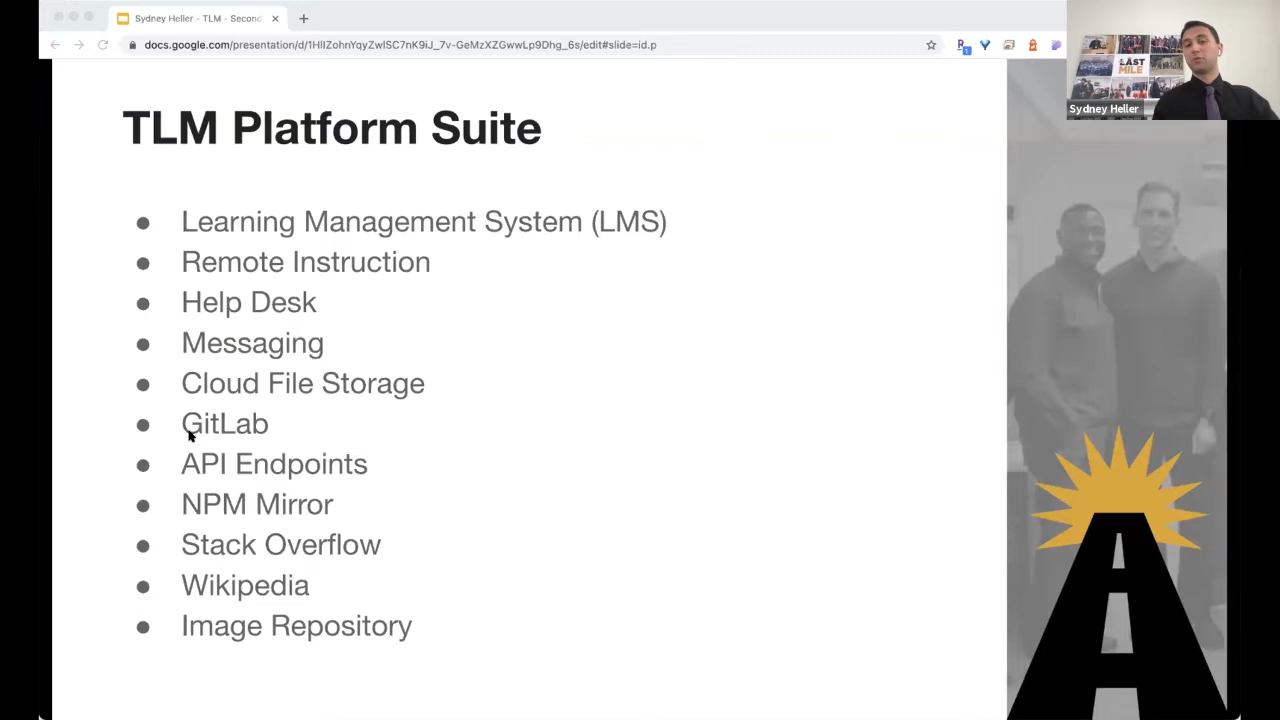 Sydney Heller - TLM - Second
docs.google.com/presentation/d/1HlIZohnYqyZwlSC7nK9iJ_7v-GeMzXZGwwLp9Dhg_6s/edit#slide=id.p
THE LAST MILE
Sydney Heller
TLM Platform Suite
● Learning Management System (LMS)
● Remote Instruction
● Help Desk
● Messaging
● Cloud File Storage
● GitLab
● API Endpoints
● NPM Mirror
● Stack Overflow
● Wikipedia
● Image Repository